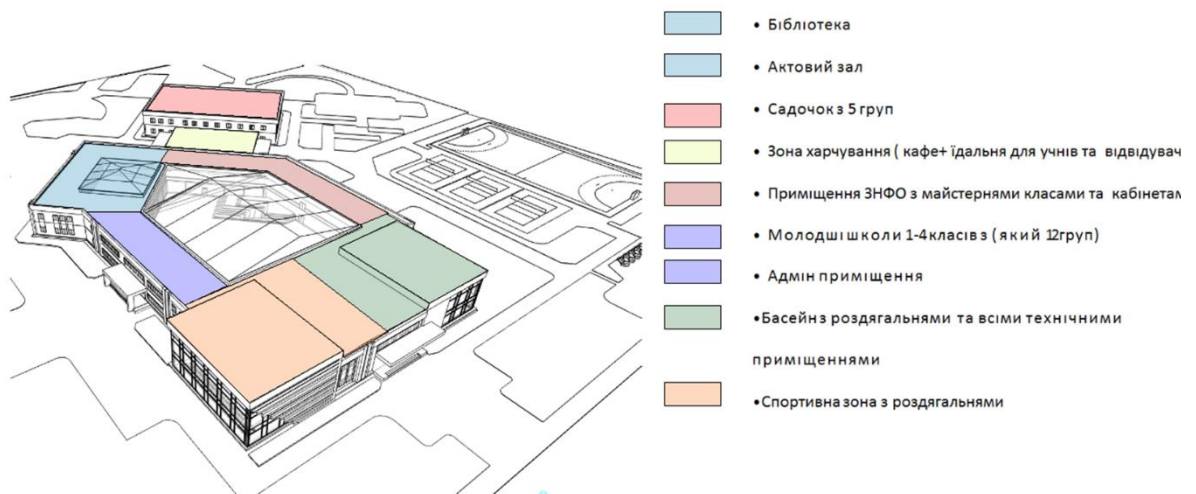 • Бібліотека
• Актовий зал
• Садочок з 5 груп
• Зона харчування ( кафе+ їдальня для учнів та відвідувач
• Приміщення ЗНФО з майстернями класами та кабінетам
• Молодші школи 1-4 класів з ( який 12груп)
• Адмін приміщення
•Басейн з роздягальнями та всіми технічними
приміщеннями
•Спортивна зона з роздягальнями